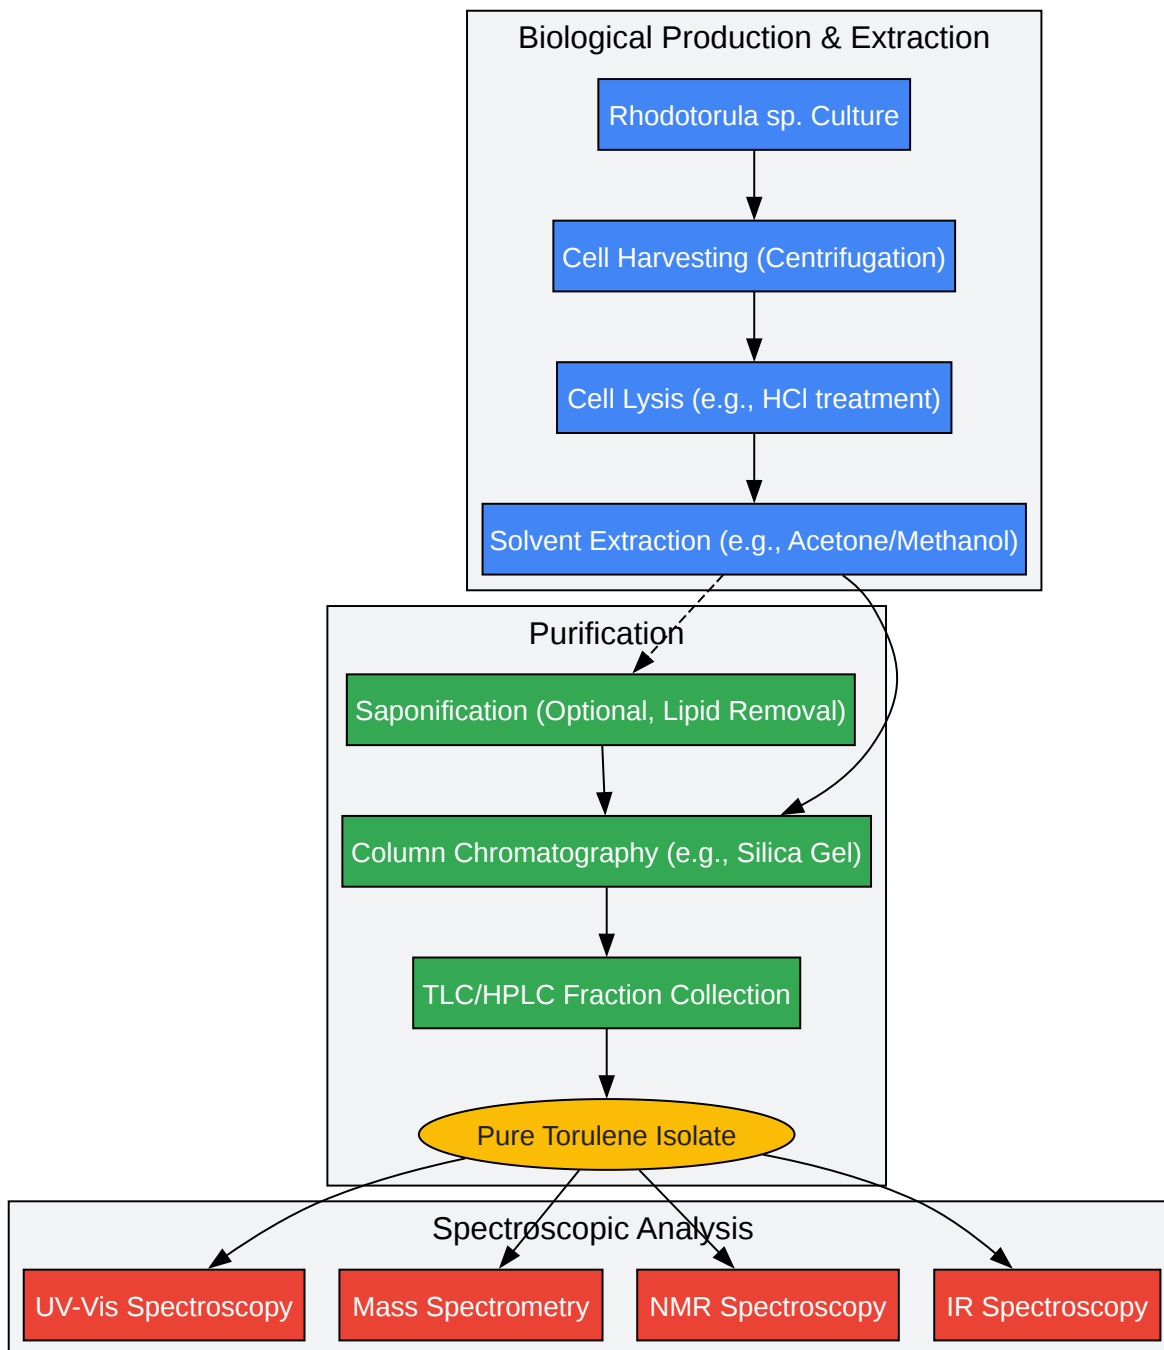 Biological Production & Extraction
Rhodotorula sp. Culture
Cell Harvesting (Centrifugation)
Cell Lysis (e.g., HCl treatment)
Solvent Extraction (e.g., Acetone/Methanol)
Purification
Saponification (Optional, Lipid Removal)
Column Chromatography (e.g., Silica Gel)
TLC/HPLC Fraction Collection
Pure Torulene Isolate
Spectroscopic Analysis
UV-Vis Spectroscopy
Mass Spectrometry
NMR Spectroscopy
IR Spectroscopy